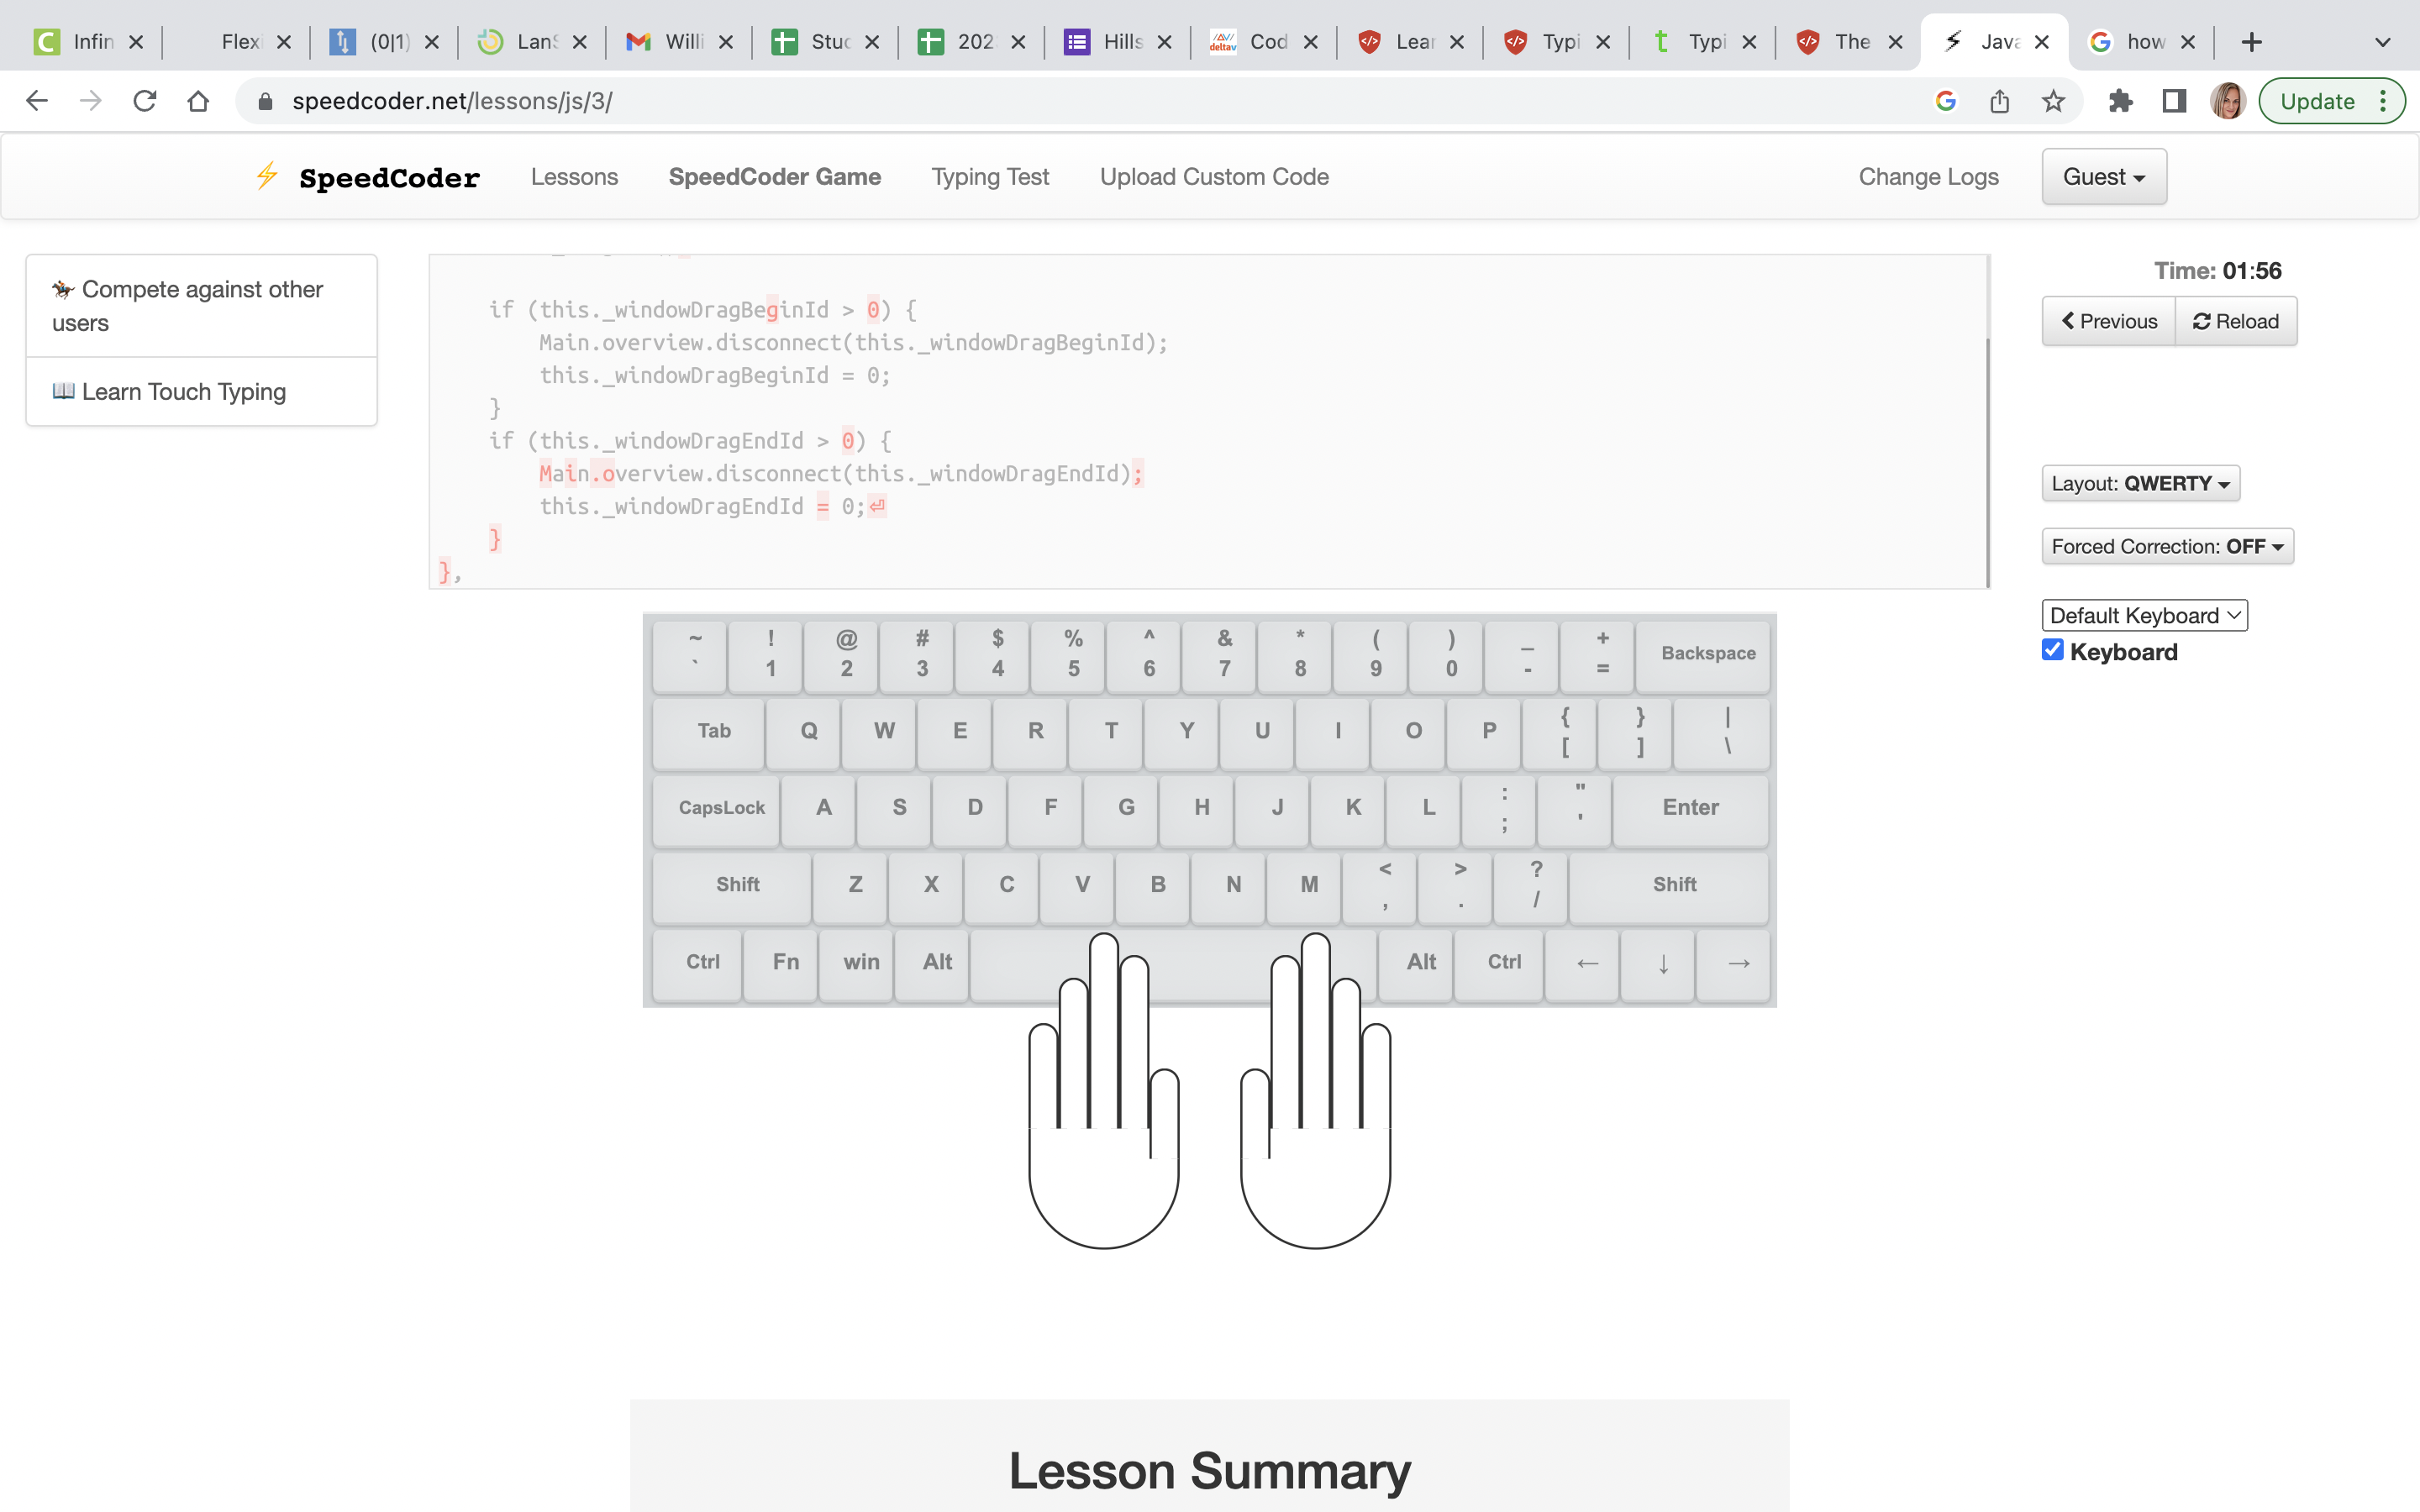 Infin
Flexi
(0|1)
LanS
Willi
Stud
202
Hills
deltav
Cod
Lear
Typi
t
Typi
The
Java
how
speedcoder.net/lessons/js/3/
Update
SpeedCoder
Lessons
SpeedCoder Game
Typing Test
Upload Custom Code
Change Logs
Guest
Compete against other
users
Learn Touch Typing
if (this._windowDragBeginId > 0) {
Main.overview.disconnect(this._windowDragBeginId);
this._windowDragBeginId = 0;
}
if (this._windowDragEndId > 0) {
Main.overview.disconnect(this._windowDragEndId);
this._windowDragEndId = 0;⏎
}
},
Time: 01:56
Previous
Reload
Layout: QWERTY
Forced Correction: OFF
Default Keyboard
Keyboard
~ ! @ # $ % ^ & * ( ) _ +
` 1 2 3 4 5 6 7 8 9 0 - = Backspace
Tab Q W E R T Y U I O P { [ } ] | \
CapsLock A S D F G H J K L : ; " ' Enter
Shift Z X C V B N M < , > . ? / Shift
Ctrl Fn win Alt Alt Ctrl ← ↓ →
Lesson Summary